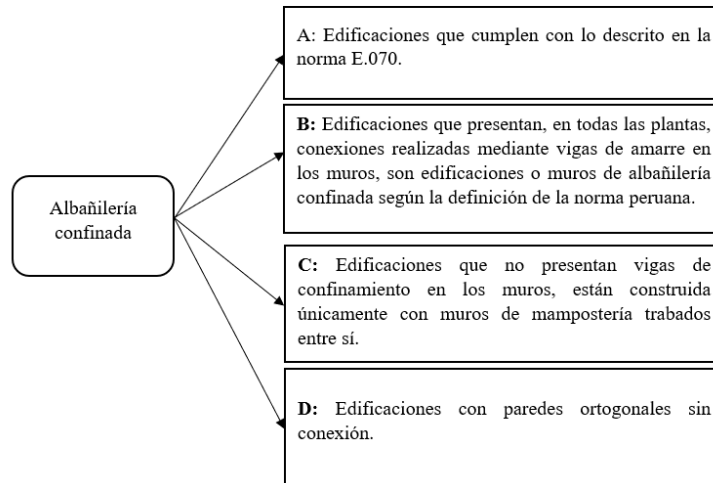 A: Edificaciones que cumplen con lo descrito en la
norma E.070.
B: Edificaciones que presentan, en todas las plantas,
conexiones realizadas mediante vigas de amarre en
los muros, son edificaciones o muros de albañilería
confinada según la definición de la norma peruana.
Albañilería
confinada
C: Edificaciones que no presentan vigas de
confinamiento en los muros, están construida
únicamente con muros de mampostería trabados
entre sí.
D: Edificaciones con paredes ortogonales sin
conexión.